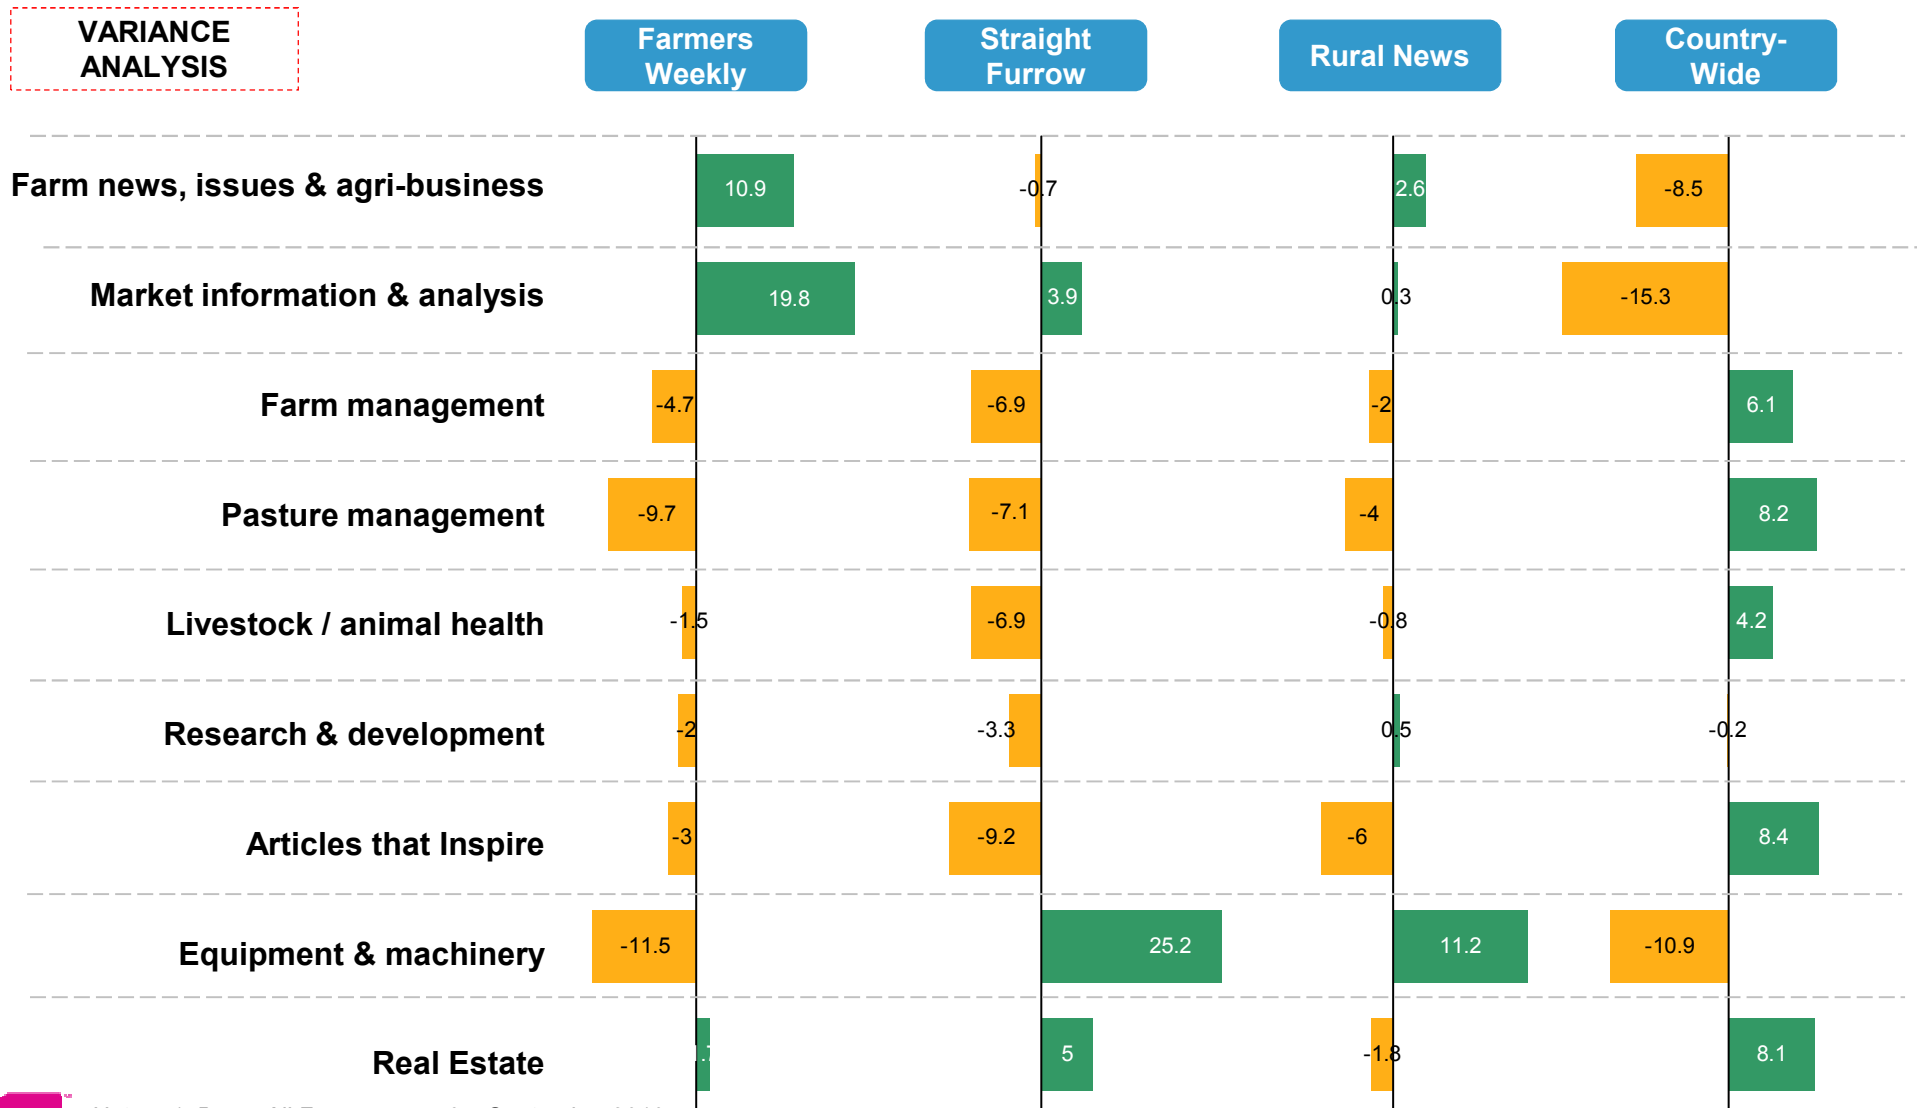 VARIANCE
ANALYSIS
Farmers
Weekly
Straight
Furrow
Rural News
Country-
Wide
Farm news, issues & agri-business
10.9
-0.7
2.6
-8.5
Market information & analysis
19.8
3.9
0.3
-15.3
Farm management
-4.7
-6.9
-2
6.1
Pasture management
-9.7
-7.1
-4
8.2
Livestock / animal health
-1.5
-6.9
-0.8
4.2
Research & development
-2
-3.3
0.5
-0.2
Articles that Inspire
-3
-9.2
-6
8.4
Equipment & machinery
-11.5
25.2
11.2
-10.9
Real Estate
5
-1.8
8.1